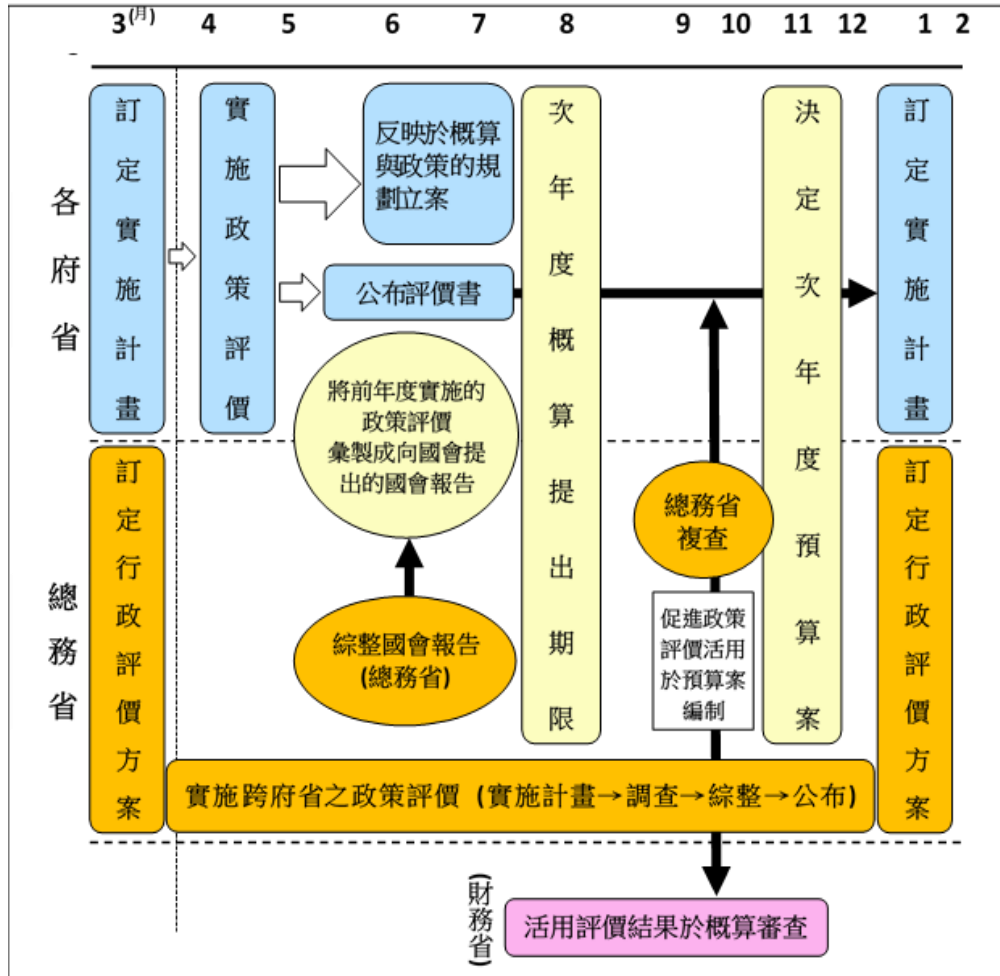 3(月) 4 5 6 7 8 9 10 11 12 1 2
各府省
訂定實施計畫
實施政策評價
反映於概算
與政策的規
劃立案
公布評價書
將前年度實施的
政策評價
彙製成向國會提
出的國會報告
次年度概算提出期限
決定次年度預算案
訂定實施計畫
總務省
訂定行政評價方案
綜整國會報告
(總務省)
總務省
複查
促進政策
評價活用
於預算案
編制
訂定行政評價方案
實施跨府省之政策評價 (實施計畫→調查→綜整→公布)
(財務省)
活用評價結果於概算審查